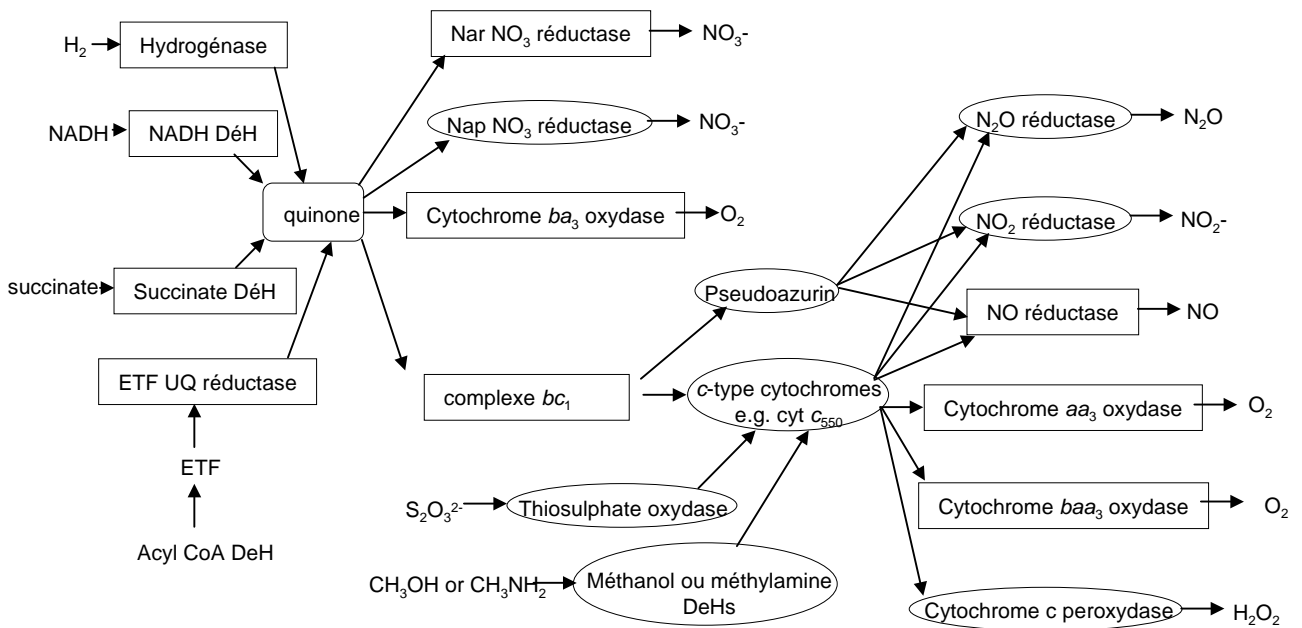 H₂
Hydrogénase
Nar NO₃ réductase
NO₃-
NADH
NADH DéH
Nap NO₃ réductase
NO₃-
N₂O réductase
N₂O
quinone
Cytochrome ba₃ oxydase
O₂
NO₂ réductase
NO₂-
succinate
Succinate DéH
Pseudoazurin
NO réductase
NO
ETF UQ réductase
complexe bc₁
c-type cytochromes
e.g. cyt c₅₅₀
Cytochrome aa₃ oxydase
O₂
ETF
S₂O₃²-
Thiosulphate oxydase
Cytochrome baa₃ oxydase
O₂
Acyl CoA DeH
CH₃OH or CH₃NH₂
Méthanol ou méthylamine
DeHs
Cytochrome c peroxydase
H₂O₂